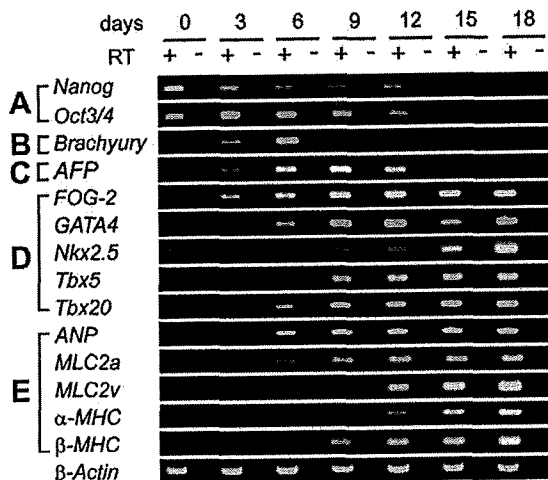 days 0 3 6 9 12 15 18
RT + - + - + - + - + - + - + -
A Nanog
Oct3/4
B Brachyury
C AFP
D FOG-2
GATA4
Nkx2.5
Tbx5
Tbx20
E ANP
MLC2a
MLC2v
α-MHC
β-MHC
β-Actin